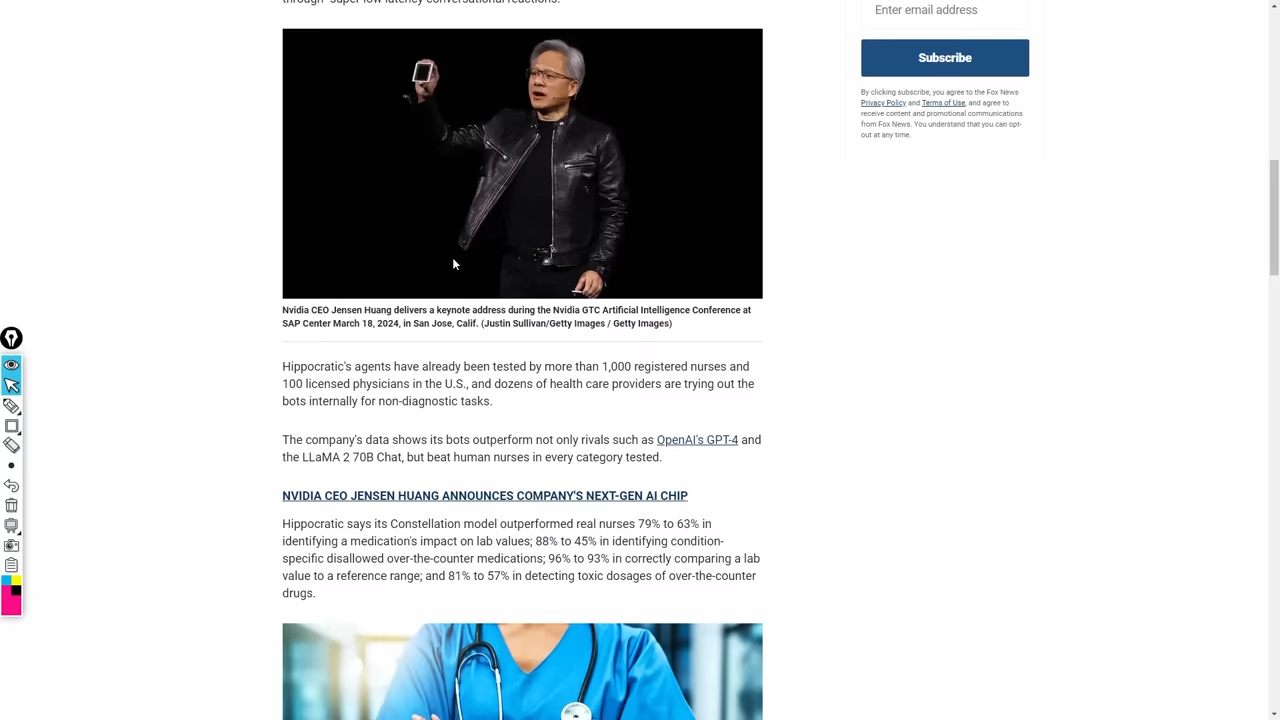 through "super-low latency conversational reactions."
Enter email address
Subscribe
By clicking subscribe, you agree to the Fox News
Privacy Policy and Terms of Use, and agree to
receive content and promotional communications
from Fox News. You understand that you can opt-
out at any time.
Nvidia CEO Jensen Huang delivers a keynote address during the Nvidia GTC Artificial Intelligence Conference at
SAP Center March 18, 2024, in San Jose, Calif. (Justin Sullivan/Getty Images / Getty Images)
Hippocratic's agents have already been tested by more than 1,000 registered nurses and
100 licensed physicians in the U.S., and dozens of health care providers are trying out the
bots internally for non-diagnostic tasks.
The company's data shows its bots outperform not only rivals such as OpenAI's GPT-4 and
the LLaMA 2 70B Chat, but beat human nurses in every category tested.
NVIDIA CEO JENSEN HUANG ANNOUNCES COMPANY'S NEXT-GEN AI CHIP
Hippocratic says its Constellation model outperformed real nurses 79% to 63% in
identifying a medication's impact on lab values; 88% to 45% in identifying condition-
specific disallowed over-the-counter medications; 96% to 93% in correctly comparing a lab
value to a reference range; and 81% to 57% in detecting toxic dosages of over-the-counter
drugs.